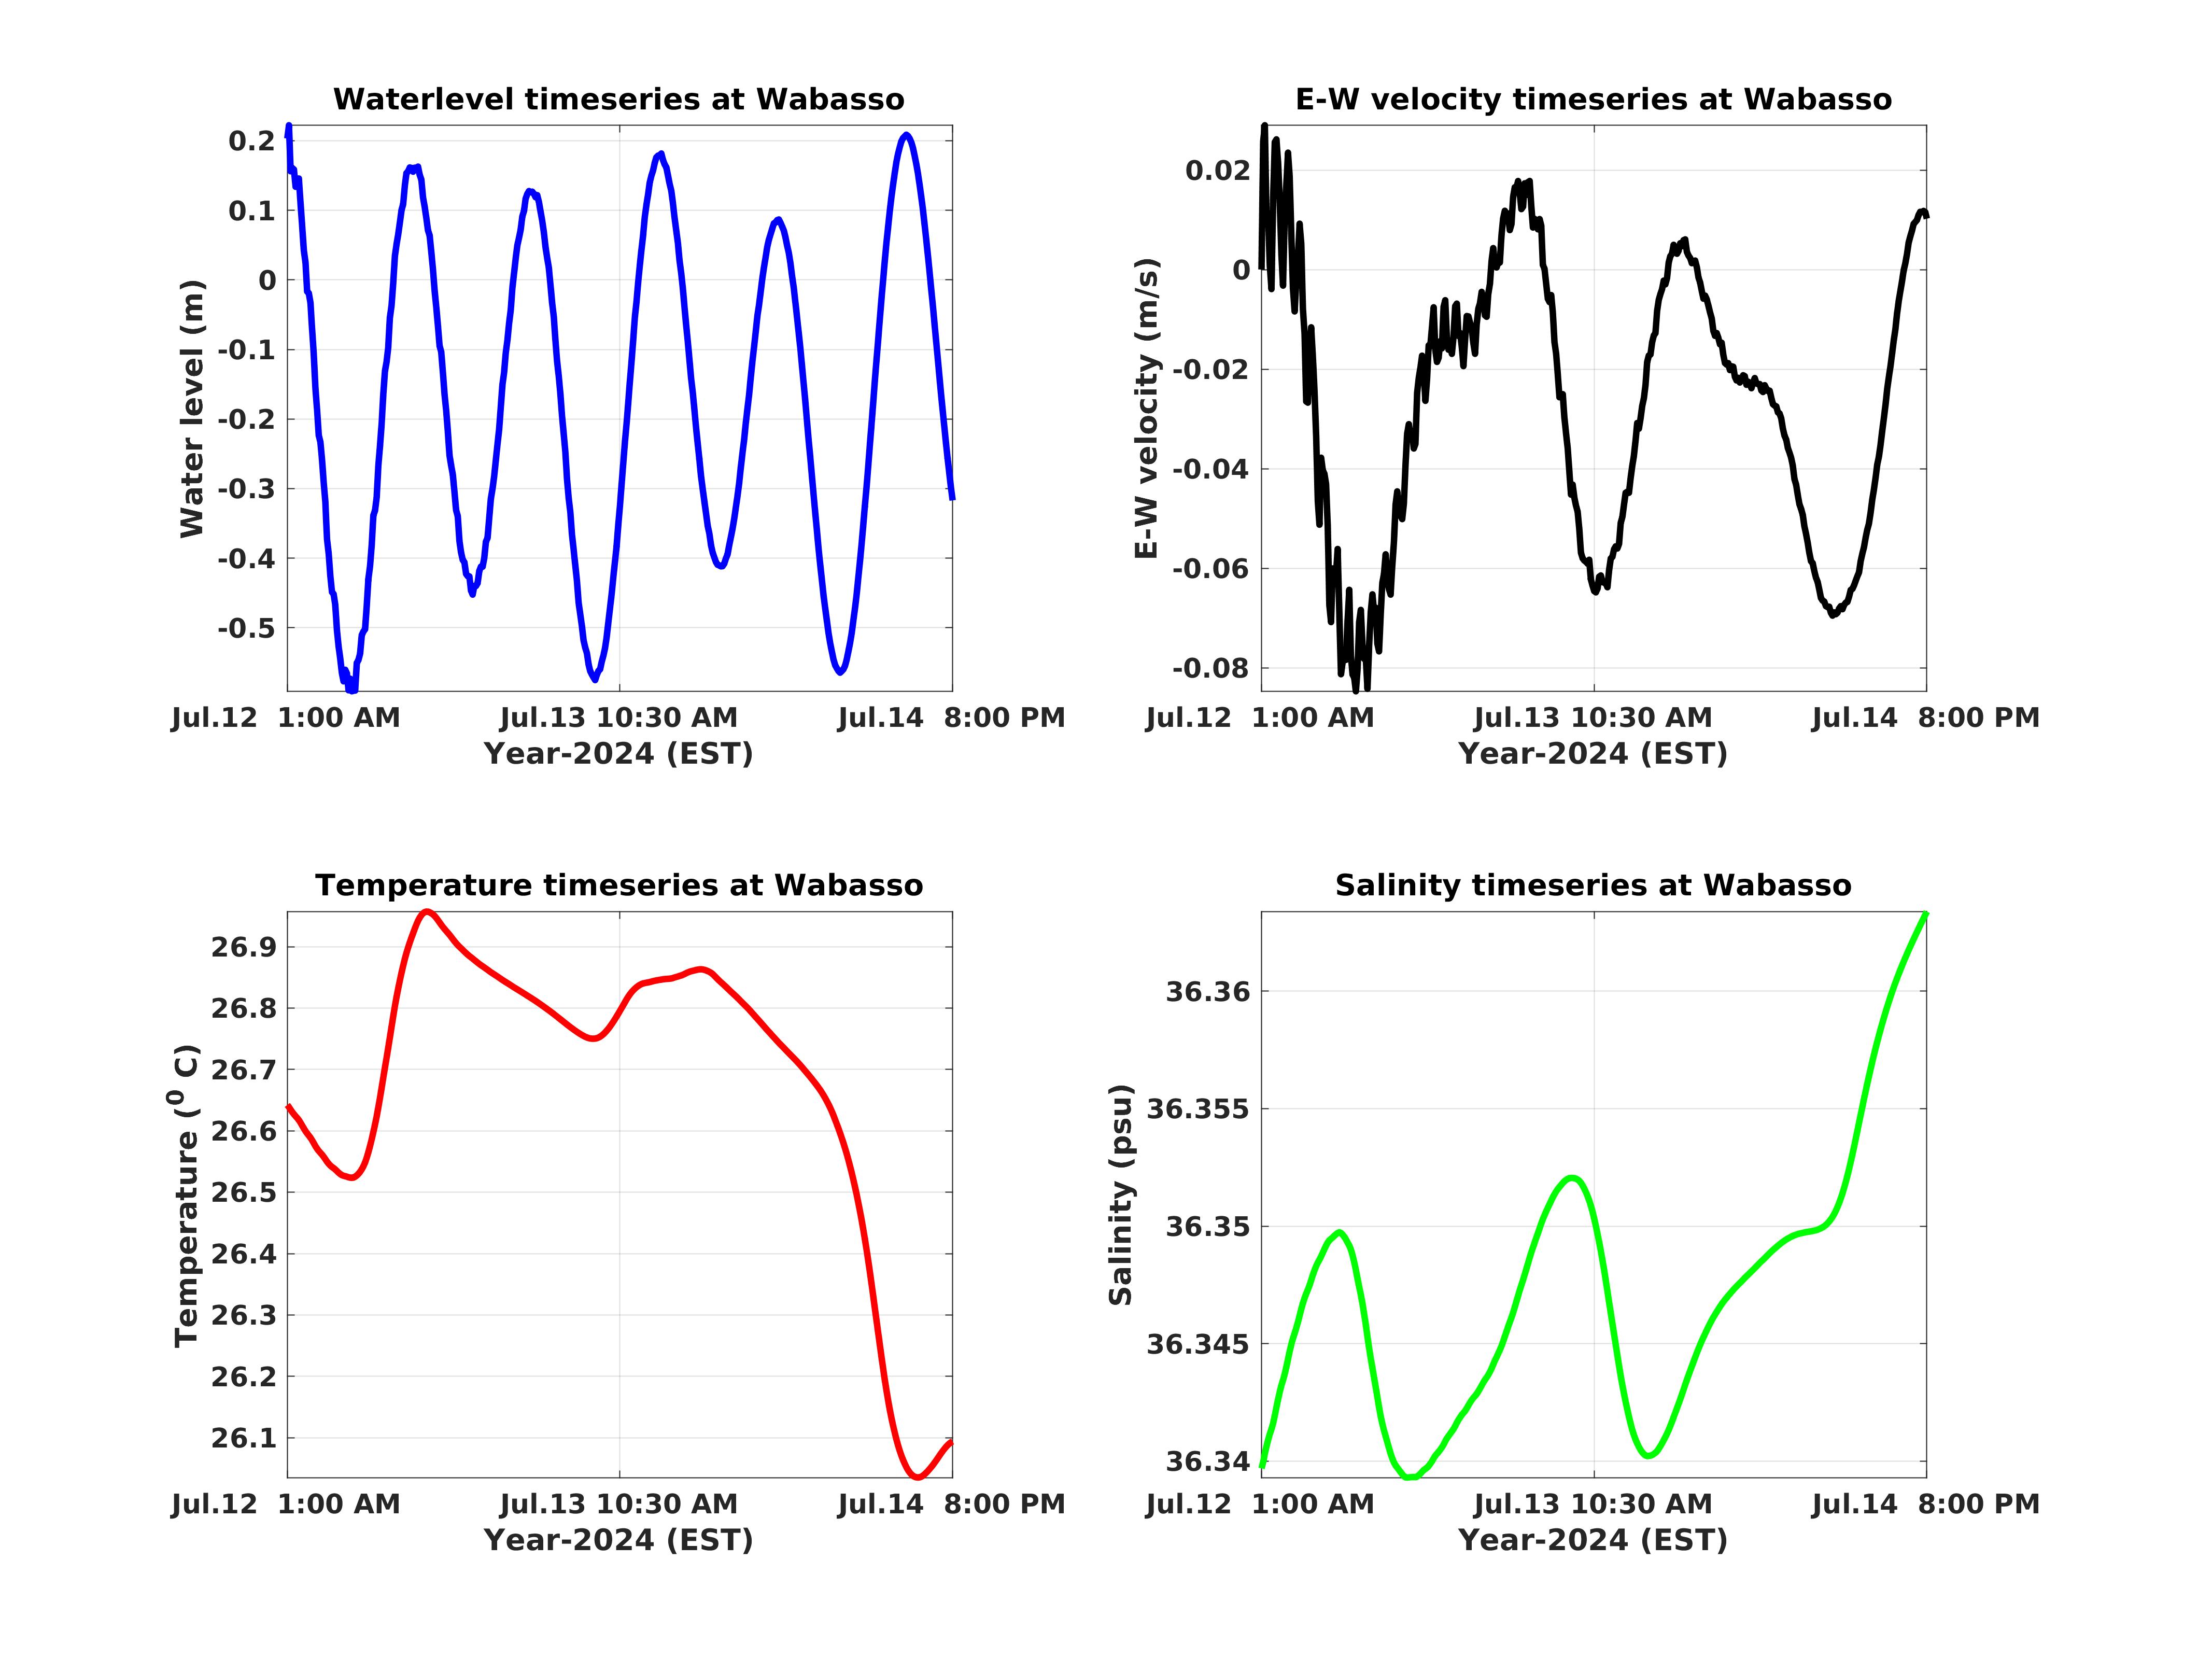 Waterlevel timeseries at Wabasso
0.2
0.1
0
-0.1
-0.2
-0.3
-0.4
-0.5
Water level (m)
Jul.12  1:00 AM
Jul.13 10:30 AM
Jul.14  8:00 PM
Year-2024 (EST)
E-W velocity timeseries at Wabasso
0.02
0
-0.02
-0.04
-0.06
-0.08
E-W velocity (m/s)
Jul.12  1:00 AM
Jul.13 10:30 AM
Jul.14  8:00 PM
Year-2024 (EST)
Temperature timeseries at Wabasso
26.9
26.8
26.7
26.6
26.5
26.4
26.3
26.2
26.1
Temperature (⁰ C)
Jul.12  1:00 AM
Jul.13 10:30 AM
Jul.14  8:00 PM
Year-2024 (EST)
Salinity timeseries at Wabasso
36.36
36.355
36.35
36.345
36.34
Salinity (psu)
Jul.12  1:00 AM
Jul.13 10:30 AM
Jul.14  8:00 PM
Year-2024 (EST)